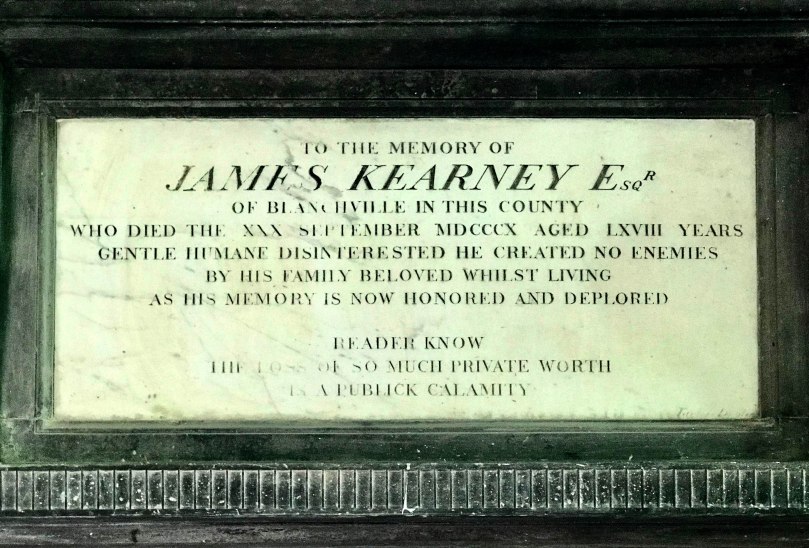 TO THE MEMORY OF
JAMES KEARNEY ESQR
OF BLANCHVILLE IN THIS COUNTY
WHO DIED THE XXX SEPTEMBER MDCCCX AGED LXVIII YEARS
GENTLE HUMANE DISINTERESTED HE CREATED NO ENEMIES
BY HIS FAMILY BELOVED WHILST LIVING
AS HIS MEMORY IS NOW HONORED AND DEPLORED
READER KNOW
THE LOSS OF SO MUCH PRIVATE WORTH
IS A PUBLICK CALAMITY